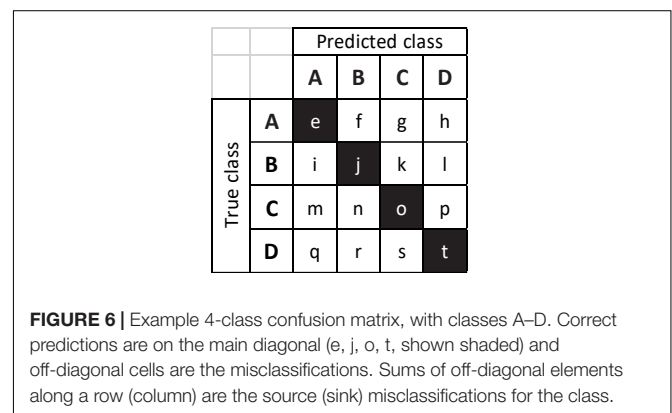 Predicted class
A B C D
True class
A e f g h
B i j k l
C m n o p
D q r s t
FIGURE 6 | Example 4-class confusion matrix, with classes A–D. Correct
predictions are on the main diagonal (e, j, o, t, shown shaded) and
off-diagonal cells are the misclassifications. Sums of off-diagonal elements
along a row (column) are the source (sink) misclassifications for the class.